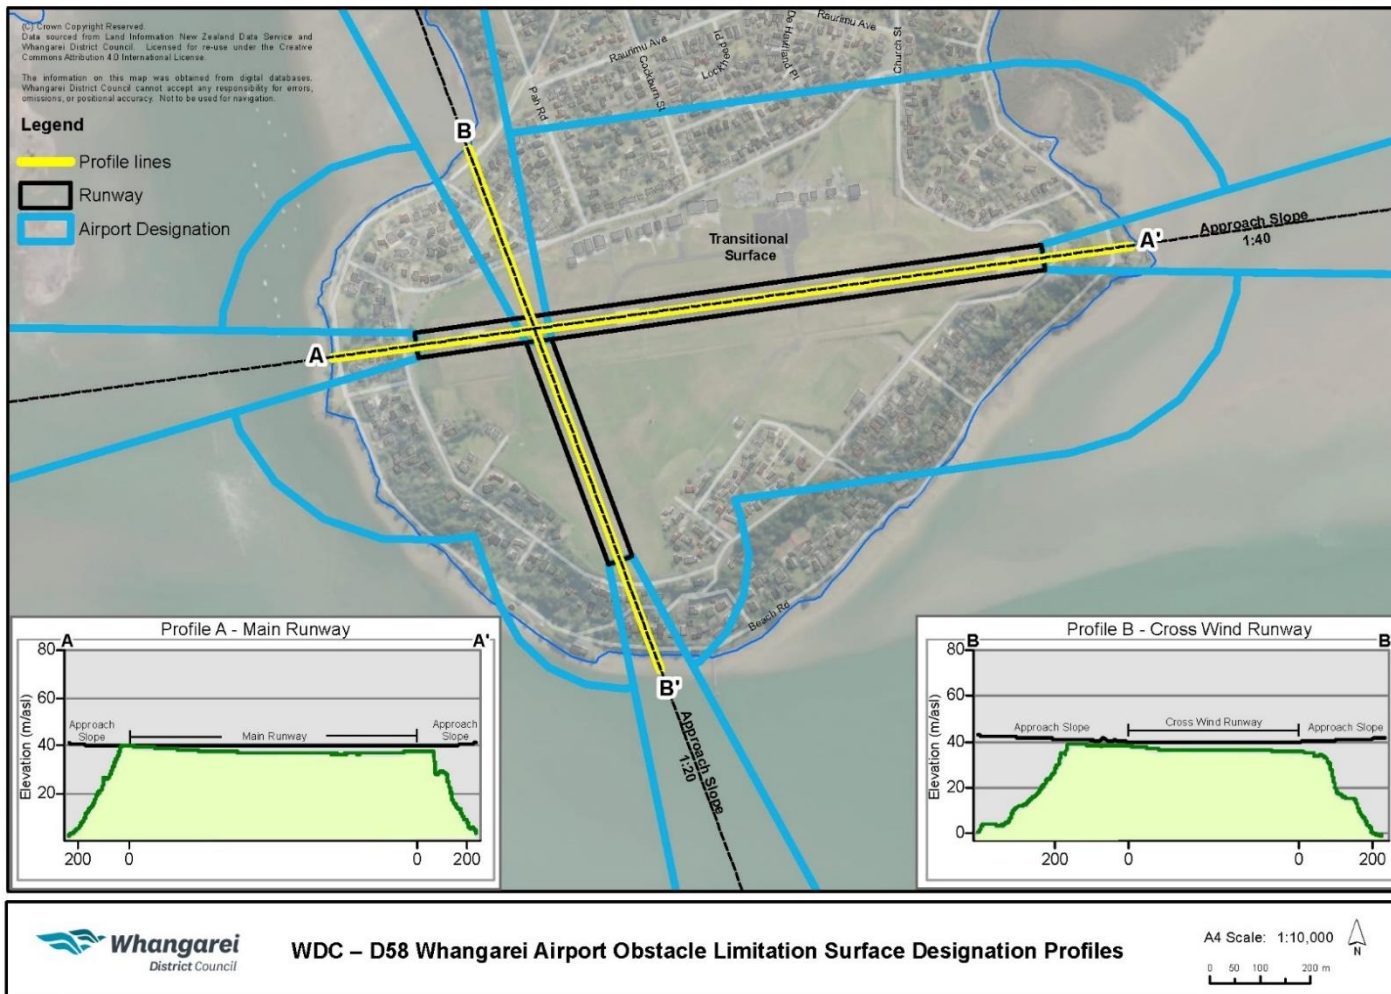 (C) Crown Copyright Reserved.
Data sourced from Land Information New Zealand Data Service and
Whangarei District Council. Licensed for re-use under the Creative
Commons Attribution 4.0 International License.
The information on this map was obtained from digital databases.
Whangarei District Council cannot accept any responsibility for errors,
omissions, or positional accuracy. Not to be used for navigation.
Legend
Profile lines
Runway
Airport Designation
Raurimu Ave
Raurimu Ave
De Havilland Pl
Church St
Lockheed Pl
Cockburn St
Pah Rd
B
Transitional
Surface
A'
Approach Slope
1:40
A
Beach Rd
B'
Approach Slope
1:20
Profile A - Main Runway
A
A'
80
60
40
20
Elevation (m/asl)
Approach
Slope
Main Runway
Approach
Slope
200
0
0
200
Profile B - Cross Wind Runway
B
B'
80
60
40
20
0
Elevation (m/asl)
Approach Slope
Cross Wind Runway
Approach Slope
200
0
0
200
Whangarei
District Council
WDC – D58 Whangarei Airport Obstacle Limitation Surface Designation Profiles
A4 Scale: 1:10,000
N
0 50 100 200 m